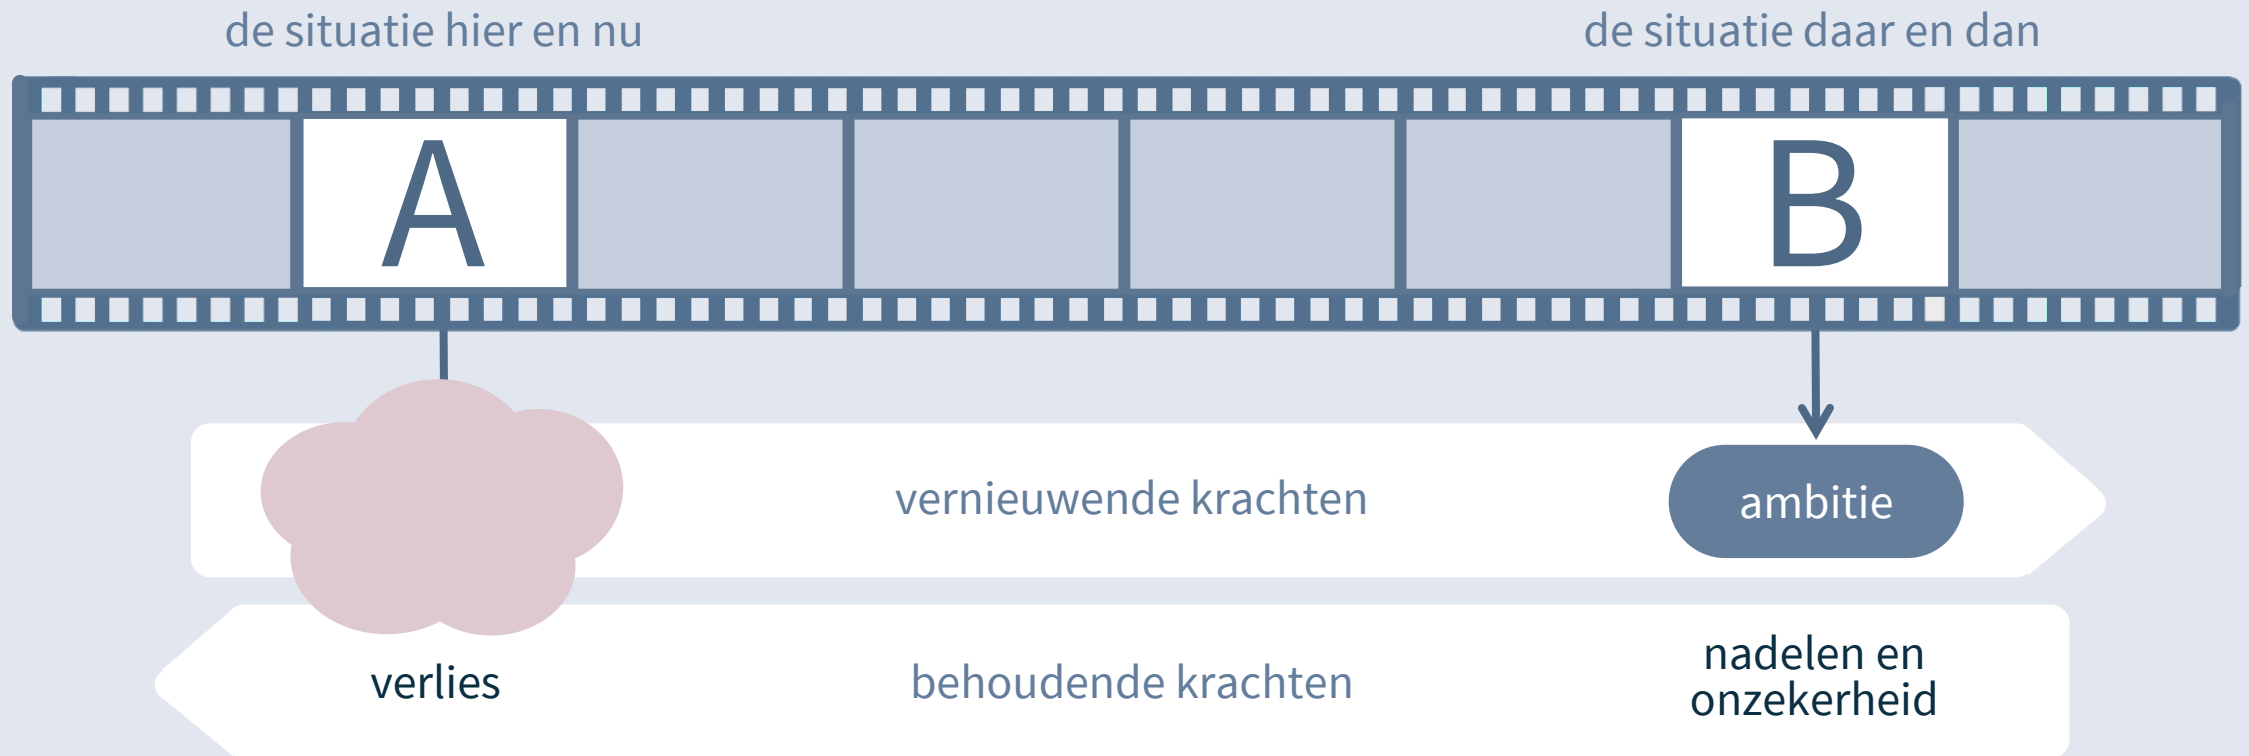 de situatie hier en nu
de situatie daar en dan
A
B
vernieuwende krachten
ambitie
verlies
behoudende krachten
nadelen en
onzekerheid